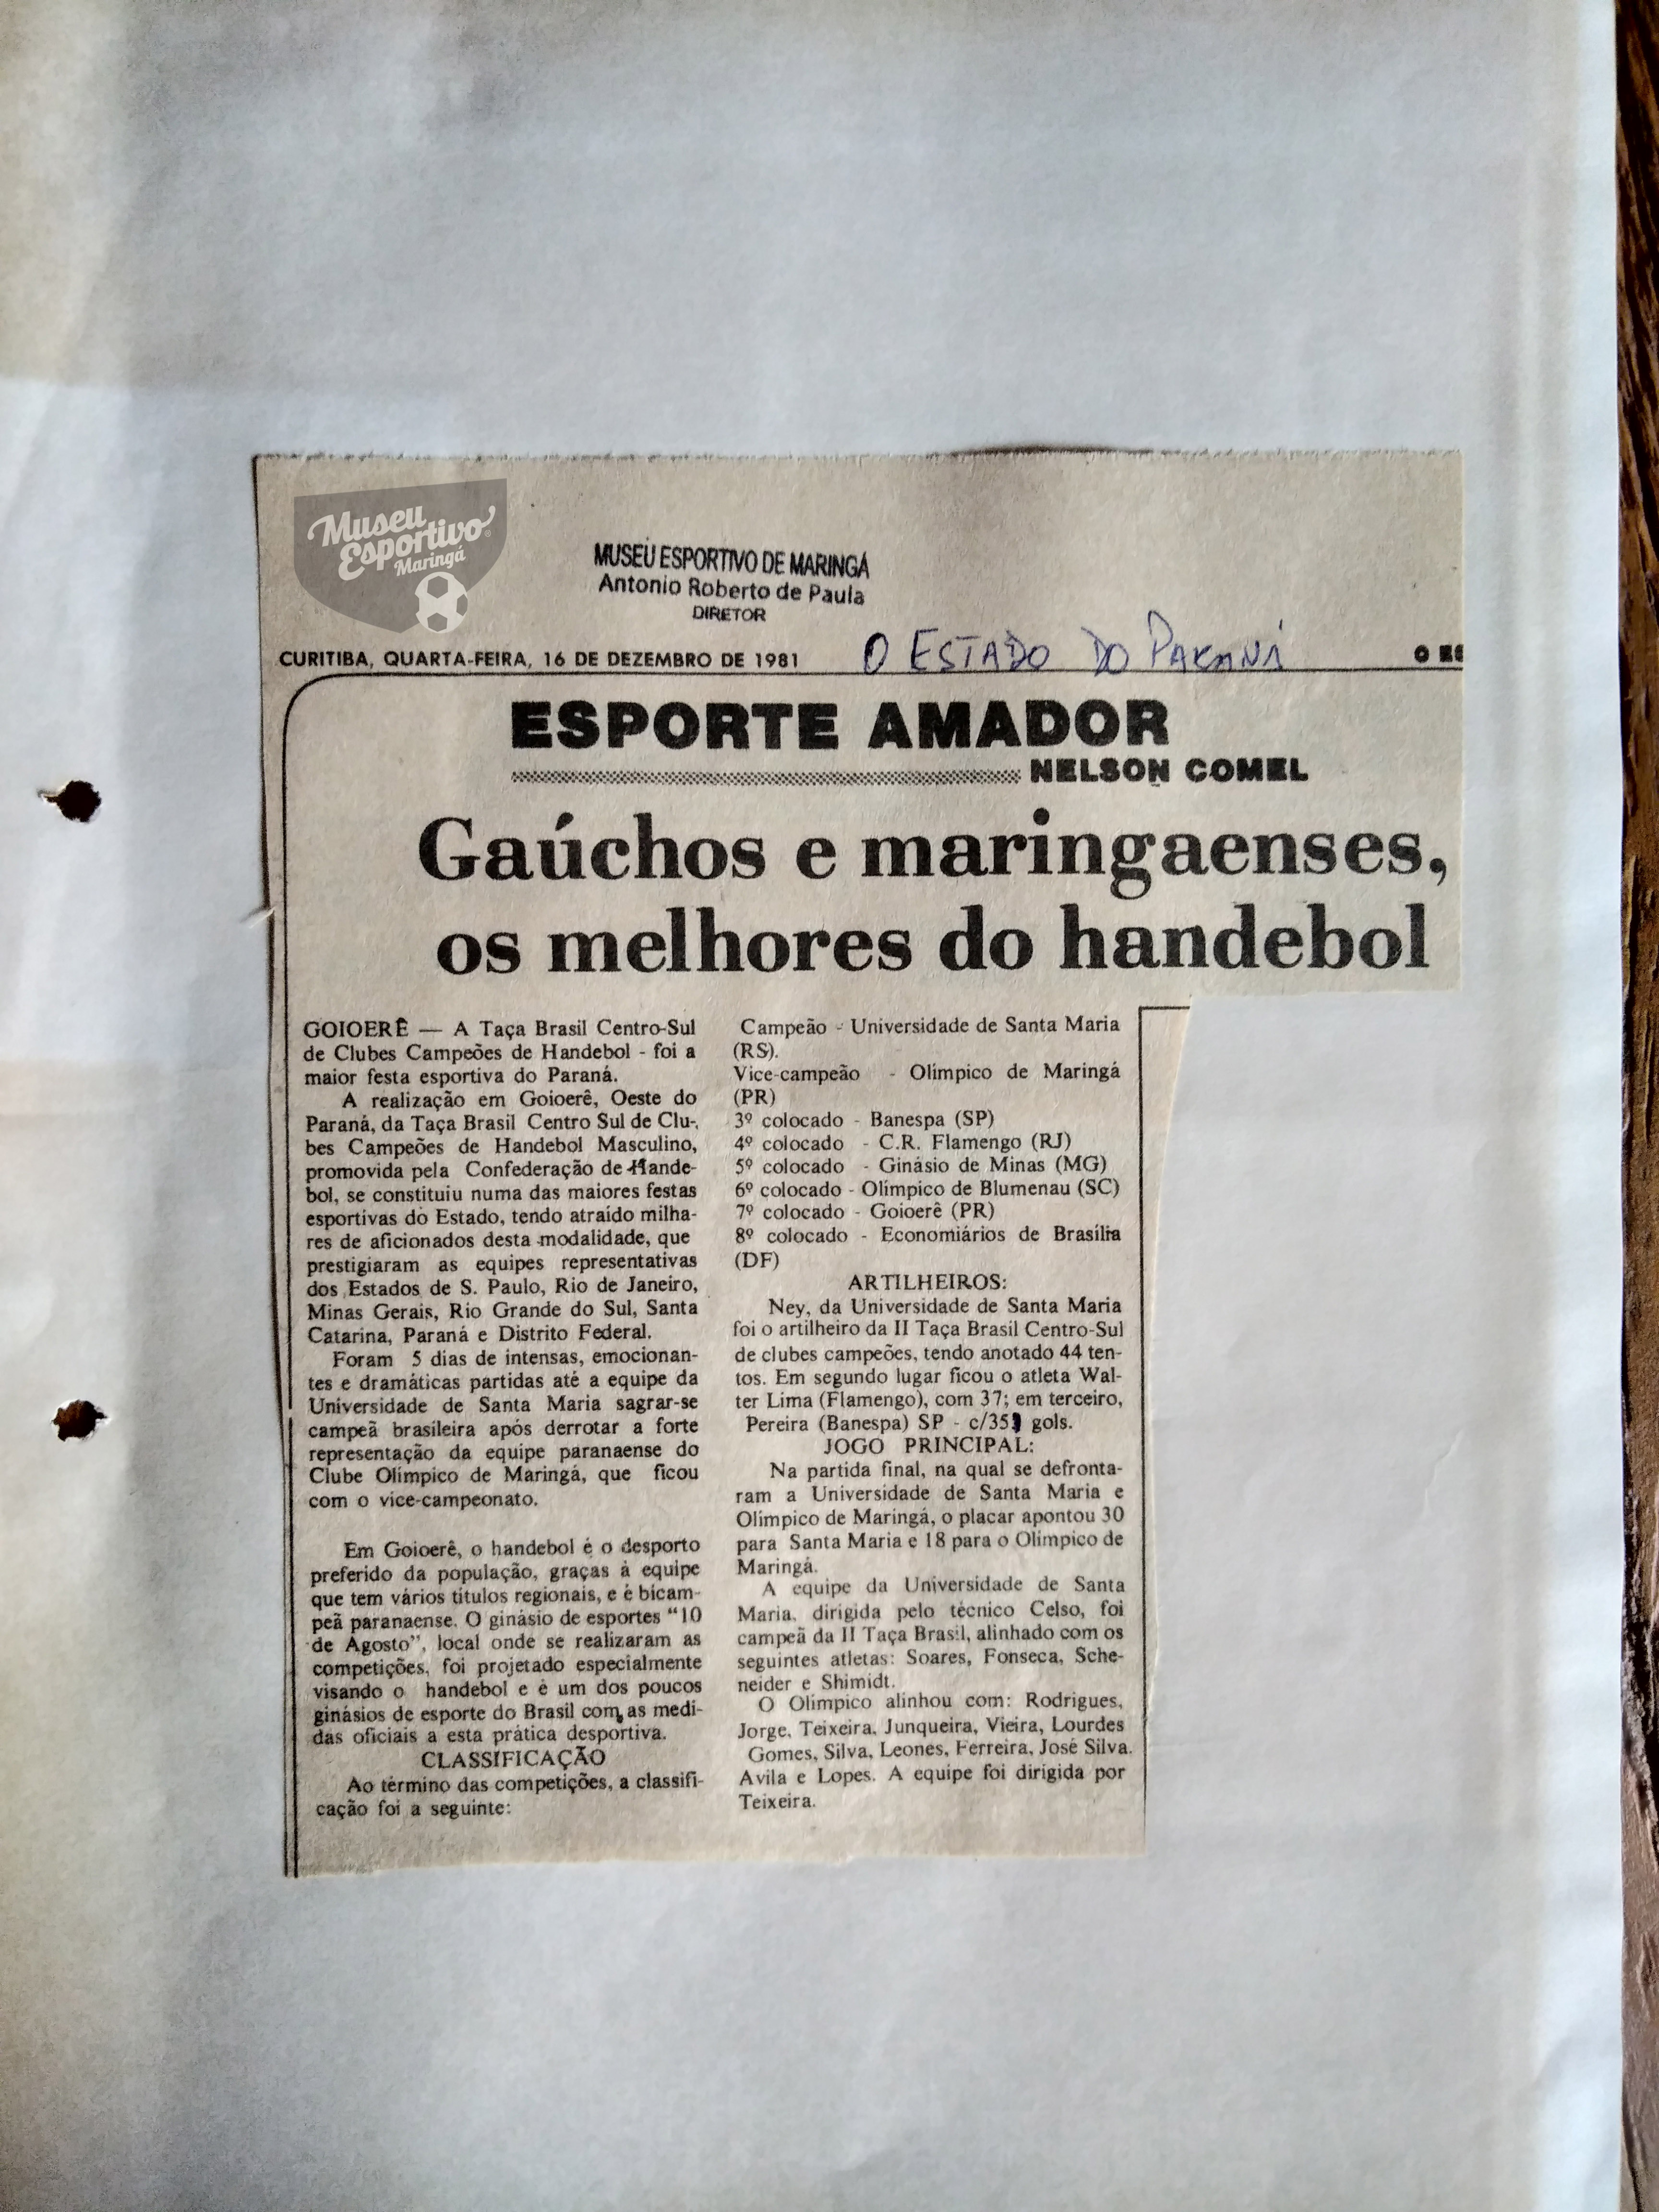 Museu
Esportivo
Maringá
MUSEU ESPORTIVO DE MARINGÁ
Antonio Roberto de Paula
DIRETOR
CURITIBA, QUARTA-FEIRA, 16 DE DEZEMBRO DE 1981
O ESTADO DO PARANÁ
O ES
ESPORTE AMADOR
NELSON COMEL
Gaúchos e maringaenses,
os melhores do handebol
GOIOERÊ — A Taça Brasil Centro-Sul
de Clubes Campeões de Handebol - foi a
maior festa esportiva do Paraná.
A realização em Goioerê, Oeste do
Paraná, da Taça Brasil Centro Sul de Clu-
bes Campeões de Handebol Masculino,
promovida pela Confederação de Hande-
bol, se constituiu numa das maiores festas
esportivas do Estado, tendo atraído milha-
res de aficionados desta modalidade, que
prestigiaram as equipes representativas
dos Estados de S. Paulo, Rio de Janeiro,
Minas Gerais, Rio Grande do Sul, Santa
Catarina, Paraná e Distrito Federal.
Foram 5 dias de intensas, emocionan-
tes e dramáticas partidas até a equipe da
Universidade de Santa Maria sagrar-se
campeã brasileira após derrotar a forte
representação da equipe paranaense do
Clube Olímpico de Maringá, que ficou
com o vice-campeonato.
Em Goioerê, o handebol é o desporto
preferido da população, graças à equipe
que tem vários títulos regionais, e é bicam-
peã paranaense. O ginásio de esportes “10
de Agosto”, local onde se realizaram as
competições, foi projetado especialmente
visando o handebol e é um dos poucos
ginásios de esporte do Brasil com as medi-
das oficiais a esta prática desportiva.
CLASSIFICAÇÃO
Ao término das competições, a classifi-
cação foi a seguinte:
Campeão - Universidade de Santa Maria
(RS).
Vice-campeão - Olímpico de Maringá
(PR)
3º colocado - Banespa (SP)
4º colocado - C.R. Flamengo (RJ)
5º colocado - Ginásio de Minas (MG)
6º colocado - Olímpico de Blumenau (SC)
7º colocado - Goioerê (PR)
8º colocado - Economiários de Brasília
(DF)
ARTILHEIROS:
Ney, da Universidade de Santa Maria
foi o artilheiro da II Taça Brasil Centro-Sul
de clubes campeões, tendo anotado 44 ten-
tos. Em segundo lugar ficou o atleta Wal-
ter Lima (Flamengo), com 37; em terceiro,
Pereira (Banespa) SP - c/35 gols.
JOGO PRINCIPAL:
Na partida final, na qual se defronta-
ram a Universidade de Santa Maria e
Olímpico de Maringá, o placar apontou 30
para Santa Maria e 18 para o Olímpico de
Maringá.
A equipe da Universidade de Santa
Maria, dirigida pelo técnico Celso, foi
campeã da II Taça Brasil, alinhado com os
seguintes atletas: Soares, Fonseca, Sche-
neider e Shimidt.
O Olímpico alinhou com: Rodrigues,
Jorge, Teixeira, Junqueira, Vieira, Lourdes
Gomes, Silva, Leones, Ferreira, José Silva.
Avila e Lopes. A equipe foi dirigida por
Teixeira.